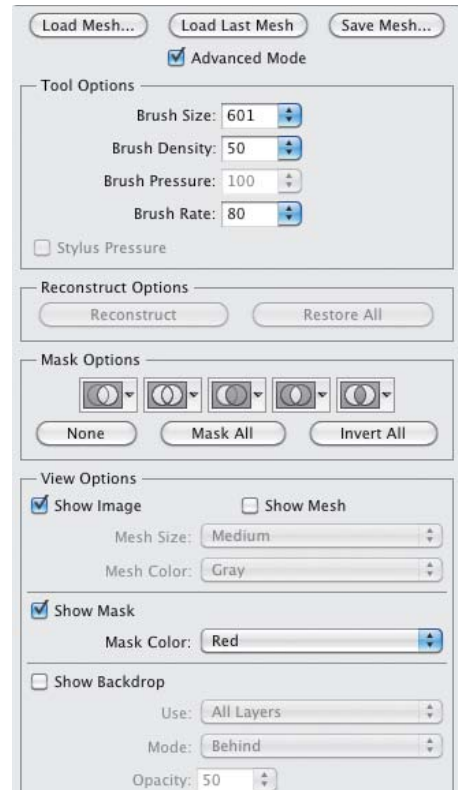 Load Mesh... Load Last Mesh Save Mesh...
Advanced Mode
Tool Options
Brush Size: 601
Brush Density: 50
Brush Pressure: 100
Brush Rate: 80
Stylus Pressure
Reconstruct Options
Reconstruct Restore All
Mask Options
None Mask All Invert All
View Options
Show Image Show Mesh
Mesh Size: Medium
Mesh Color: Gray
Show Mask
Mask Color: Red
Show Backdrop
Use: All Layers
Mode: Behind
Opacity: 50